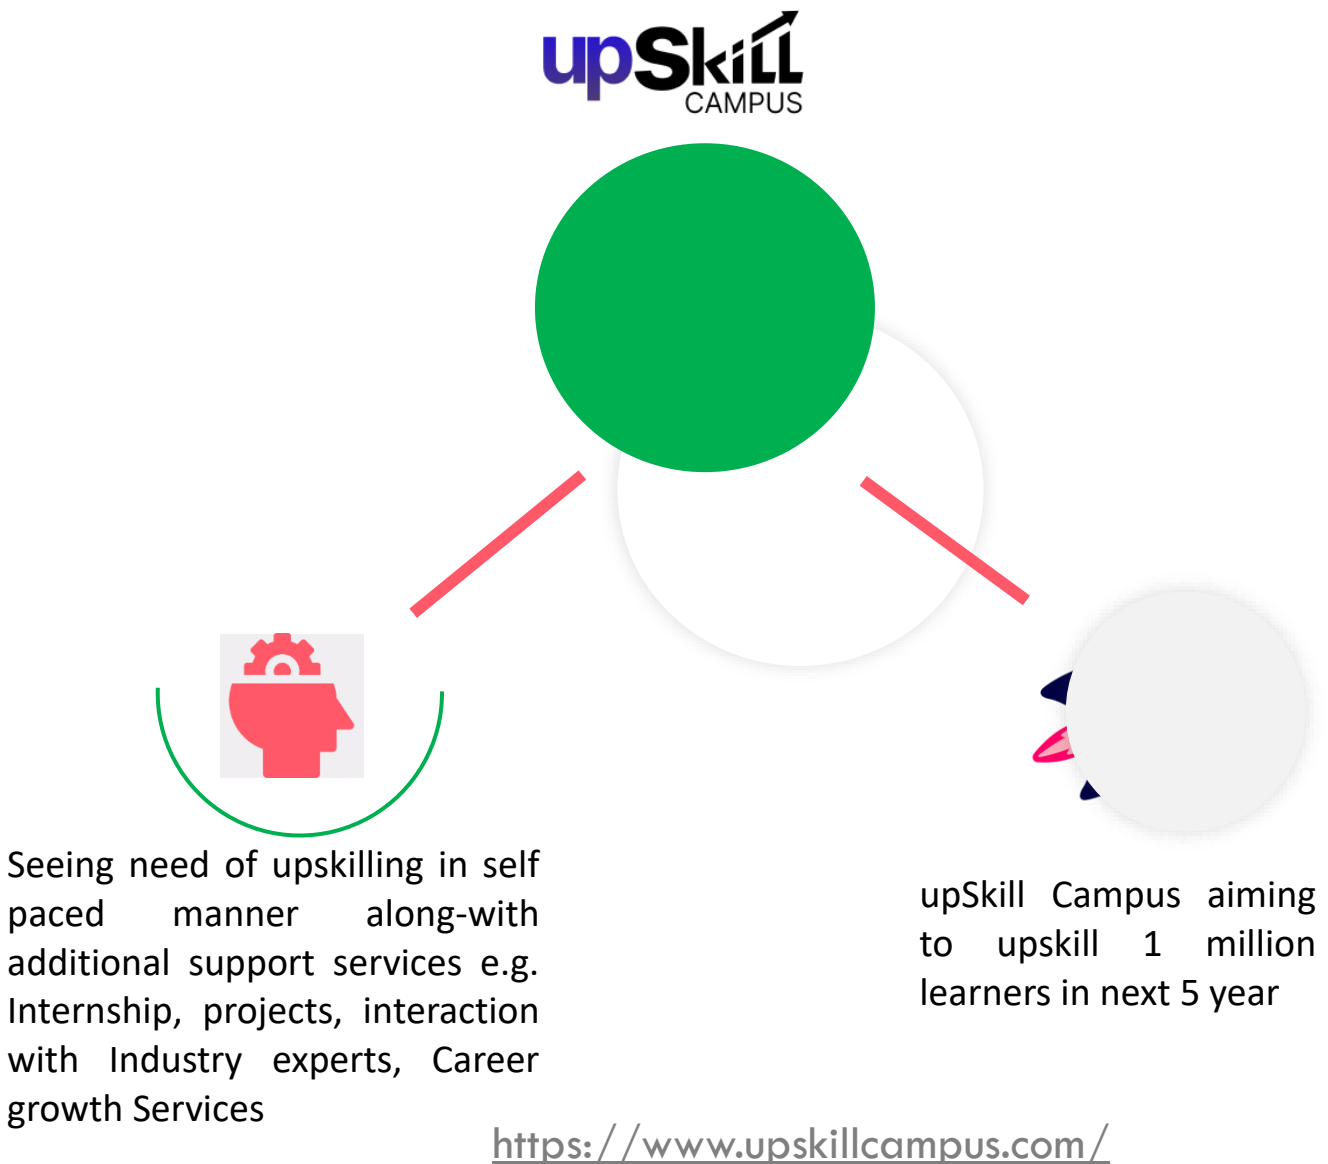 upSkill
CAMPUS
Seeing need of upskilling in self
paced manner along-with
additional support services e.g.
Internship, projects, interaction
with Industry experts, Career
growth Services
upSkill Campus aiming
to upskill 1 million
learners in next 5 year
https://www.upskillcampus.com/